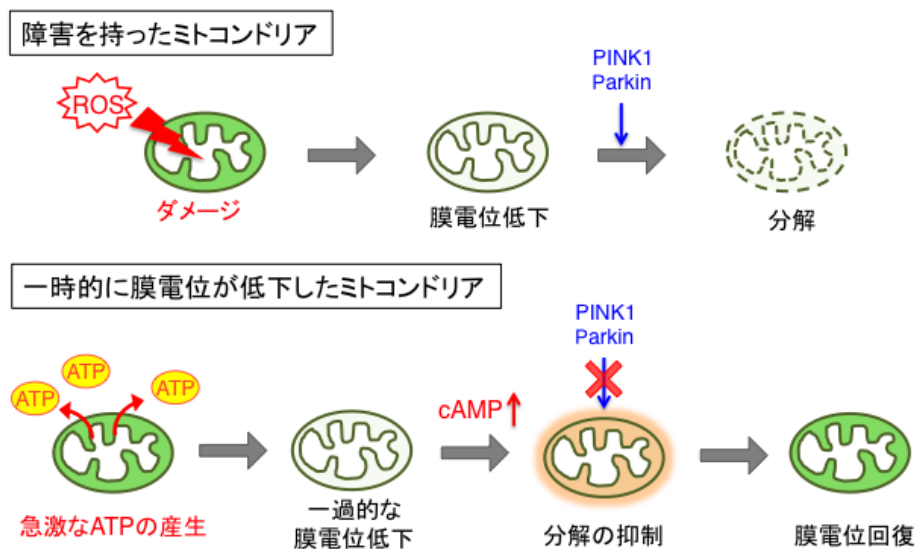 障害を持ったミトコンドリア
PINK1
Parkin
ROS
ダメージ
膜電位低下
分解
一時的に膜電位が低下したミトコンドリア
PINK1
Parkin
ATP
ATP
ATP
cAMP↑
急激なATPの産生
一過的な
膜電位低下
分解の抑制
膜電位回復